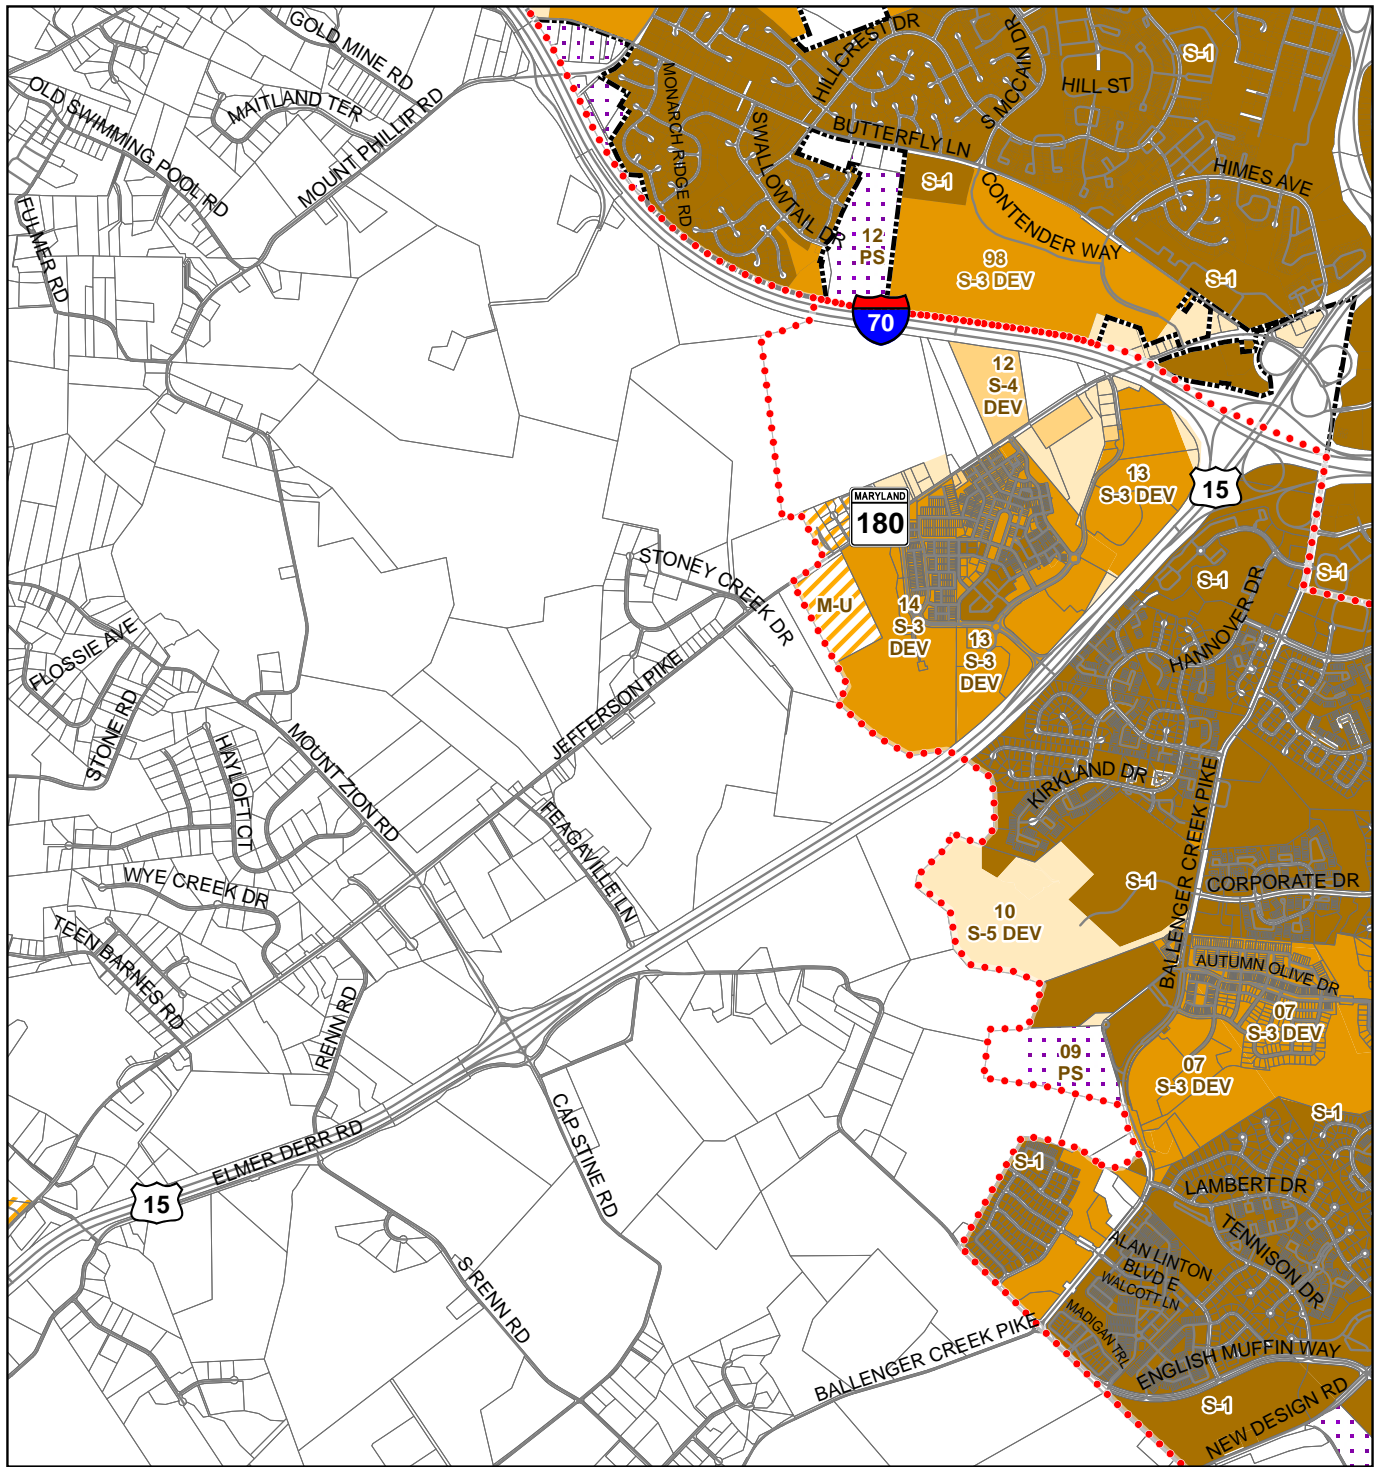 GOLD MINE RD
HILLCREST DR
S MCCAIN DR
S-1
HILL ST
OLD SWIMMING POOL RD
MAITLAND TER
MOUNT PHILLIP RD
MONARCH RIDGE RD
SWALLOWTAIL DR
BUTTERFLY LN
HIMES AVE
S-1
CONTENDER WAY
FULMER RD
12
PS
98
S-3 DEV
S-1
70
12
S-4
DEV
13
S-3 DEV
15
MARYLAND
180
STONEY CREEK DR
S-1
S-1
HANNOVER DR
M-U
14
S-3
DEV
13
S-3
DEV
FLOSSIE AVE
STONE RD
JEFFERSON PIKE
MOUNT ZION RD
HAYLOFT CT
KIRKLAND DR
BALLENGER CREEK PIKE
FEAGAVILLE LN
WYE CREEK DR
S-1
CORPORATE DR
10
S-5 DEV
TEEN BARNES RD
AUTUMN OLIVE DR
RENN RD
07
S-3 DEV
09
PS
07
S-3 DEV
CAP STINE RD
S-1
ELMER DERR RD
S-1
15
LAMBERT DR
TENNISON DR
ALAN LINTON
BLVD E
WALCOTT LN
S RENN RD
MADIGAN TRL
BALLENGER CREEK PIKE
ENGLISH MUFFIN WAY
S-1
NEW DESIGN RD